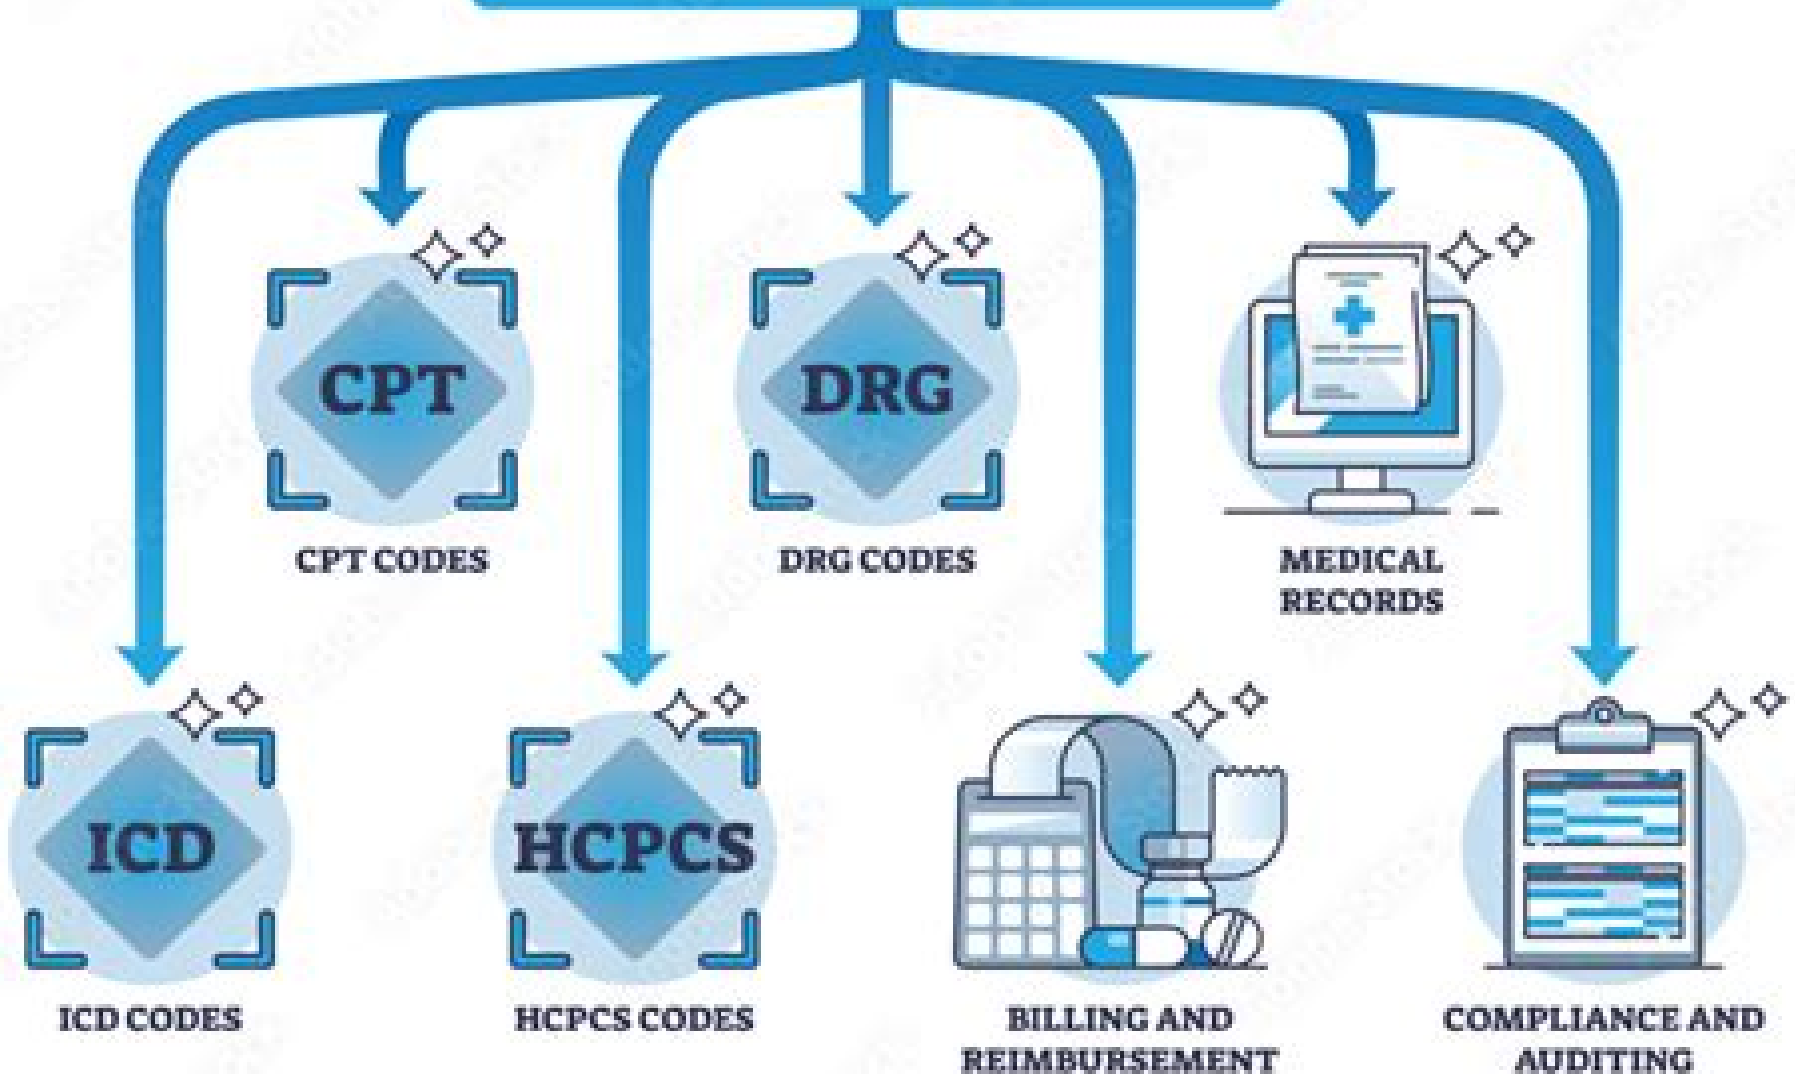 CPT
DRG
CPT CODES
DRG CODES
MEDICAL
RECORDS
ICD
HCPCS
ICD CODES
HCPCS CODES
BILLING AND
REIMBURSEMENT
COMPLIANCE AND
AUDITING